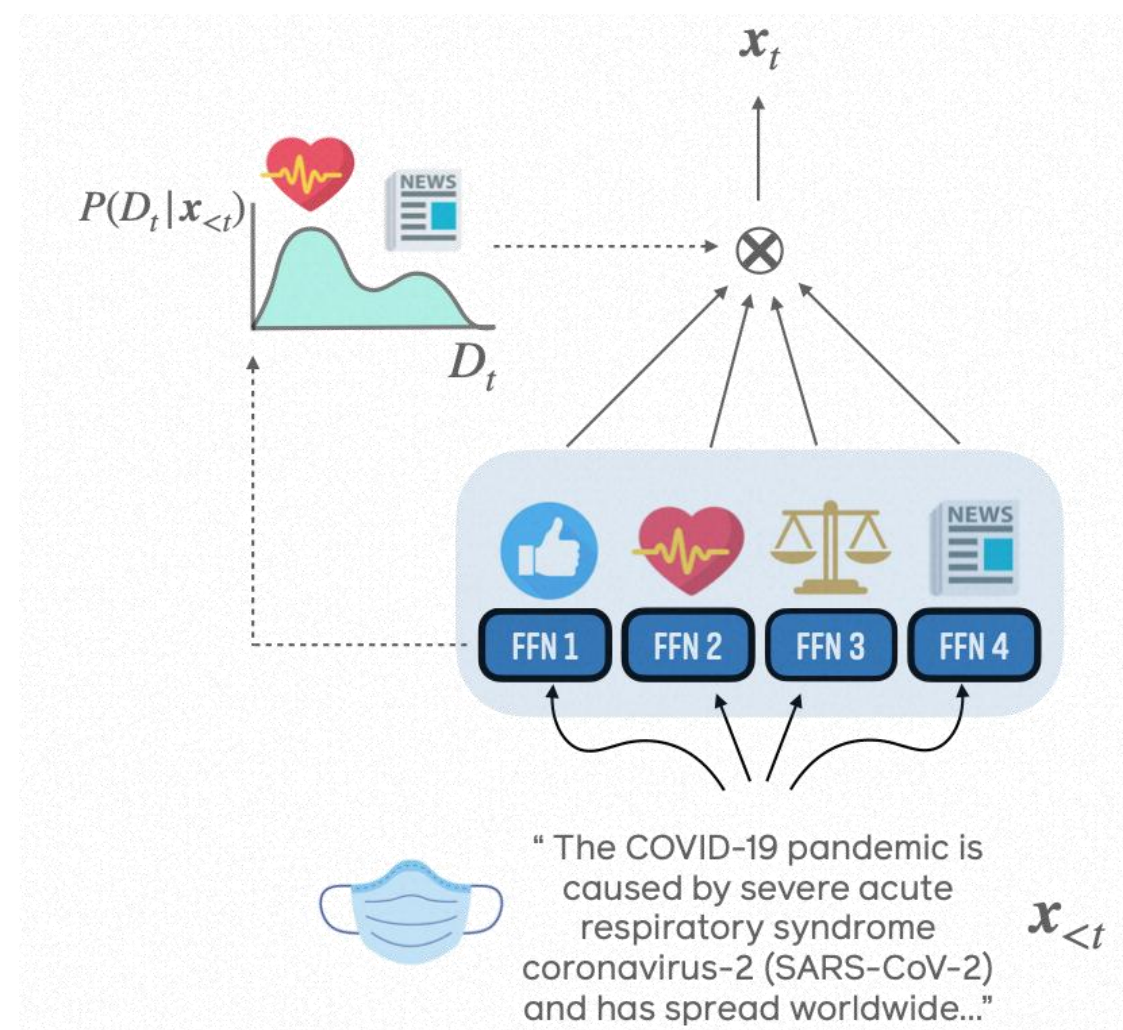 x_t
NEWS
P(D_t|x_{<t})
D_t
NEWS
FFN 1
FFN 2
FFN 3
FFN 4
“ The COVID-19 pandemic is
caused by severe acute
respiratory syndrome
coronavirus-2 (SARS-CoV-2)
and has spread worldwide...”
x_{<t}